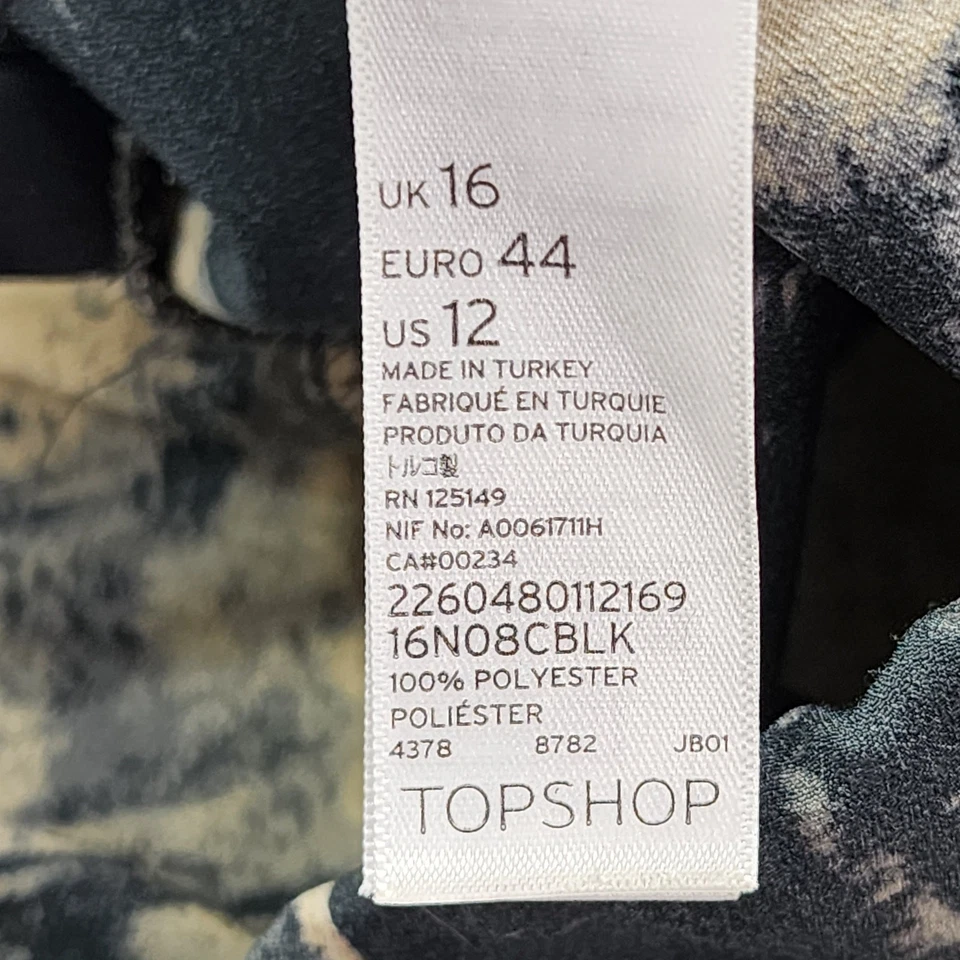 UK 16
EURO 44
US 12
MADE IN TURKEY
FABRIQUÉ EN TURQUIE
PRODUTO DA TURQUIA
トルコ製
RN 125149
NIF No: A0061711H
CA#00234
2260480112169
16N08CBLK
100% POLYESTER
POLIÉSTER
4378 8782 JB01
TOPSHOP